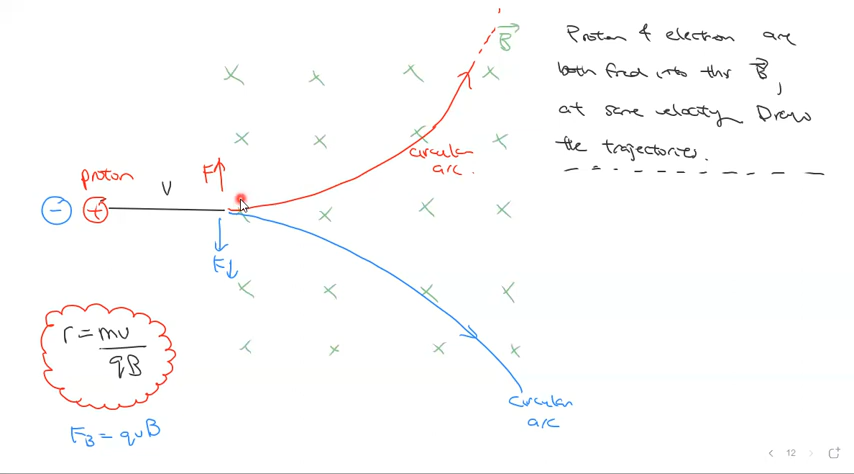 B
Proton & electron are
both fired into the B,
at same velocity. Draw
the trajectories.
proton
V
F
circular
arc.
F
r = mv
qB
F_B = qvB
circular
arc
12